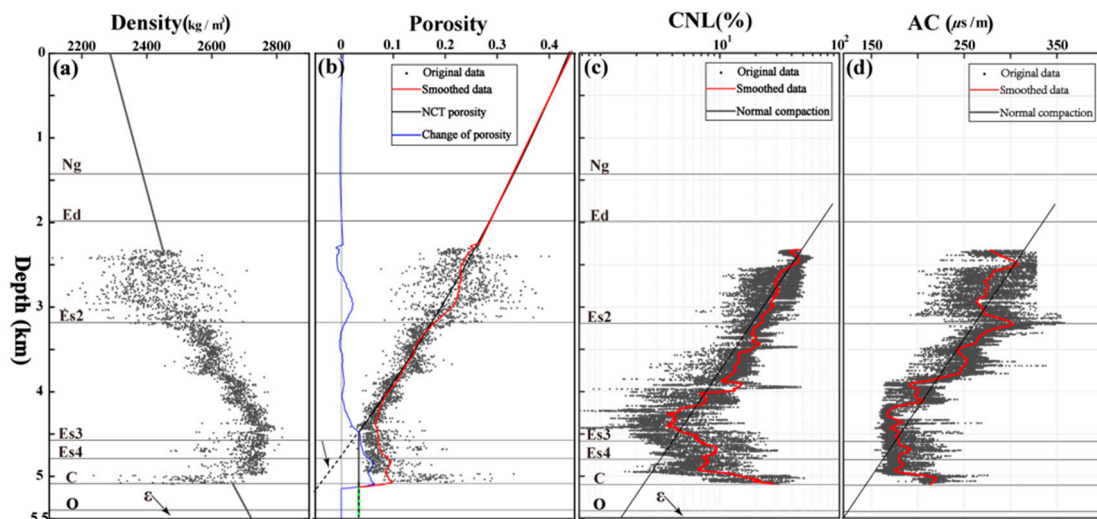 Density(kg / m³)
2200 2400 2600 2800
Porosity
0 0.1 0.2 0.3 0.4
CNL(%)
10¹ 10²
AC (μs / m)
150 250 350
(a)
(b)
Original data
Smoothed data
NCT porosity
Change of porosity
(c)
Original data
Smoothed data
Normal compaction
(d)
Original data
Smoothed data
Normal compaction
Depth (km)
0
1
2
3
4
5
5.5
Ng
Ed
Es2
Es3
Es4
C
O
ε
Ng
Ed
Es2
Es3
Es4
C
O
ε